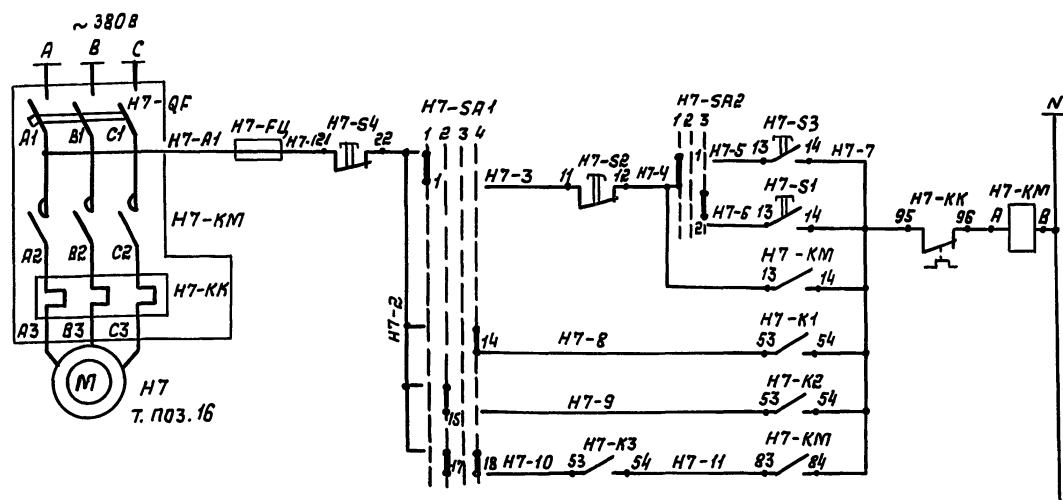 ~380В
A B C
H7-QF
A1 B1 C1
H7-A1
H7-FЦ
H7-1
21 H7-S4 22
H7-SA1
1 2 3 4
1
H7-KM
A2 B2 C2
H7-KK
A3 B3 C3
M
H7
Т. ПОЗ. 16
H7-2
H7-3
11 H7-S2 12
H7-4
H7-SA2
1 2 3
1
H7-5
13 H7-S3 14
H7-7
2
H7-6
13 H7-S1 14
H7-KM
13 14
95 H7-KK 96
H7-KM
A B
N
14
H7-8
H7-K1
53 54
15
H7-9
H7-K2
53 54
17
18
H7-10
H7-K3
53 54
H7-11
H7-KM
83 84